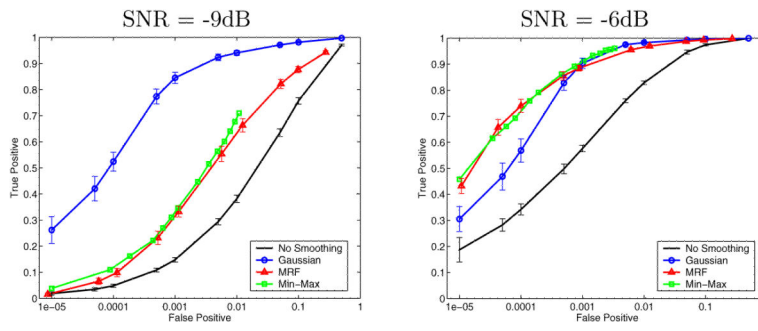 SNR = -9dB
SNR = -6dB
True Positive
1
0.9
0.8
0.7
0.6
0.5
0.4
0.3
0.2
0.1
0
No Smoothing
Gaussian
MRF
Min-Max
1e-05
0.0001
0.001
0.01
0.1
1
False Positive
True Positive
1
0.9
0.8
0.7
0.6
0.5
0.4
0.3
0.2
0.1
0
No Smoothing
Gaussian
MRF
Min-Max
1e-05
0.0001
0.001
0.01
0.1
False Positive